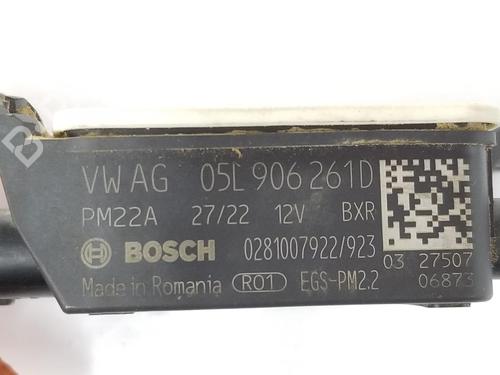 VW AG 05L 906 261D
PM22A 27/22 12V BXR
BOSCH 0281007922/923
03 27507
Made in Romania R01 EGS-PM2.2
06873